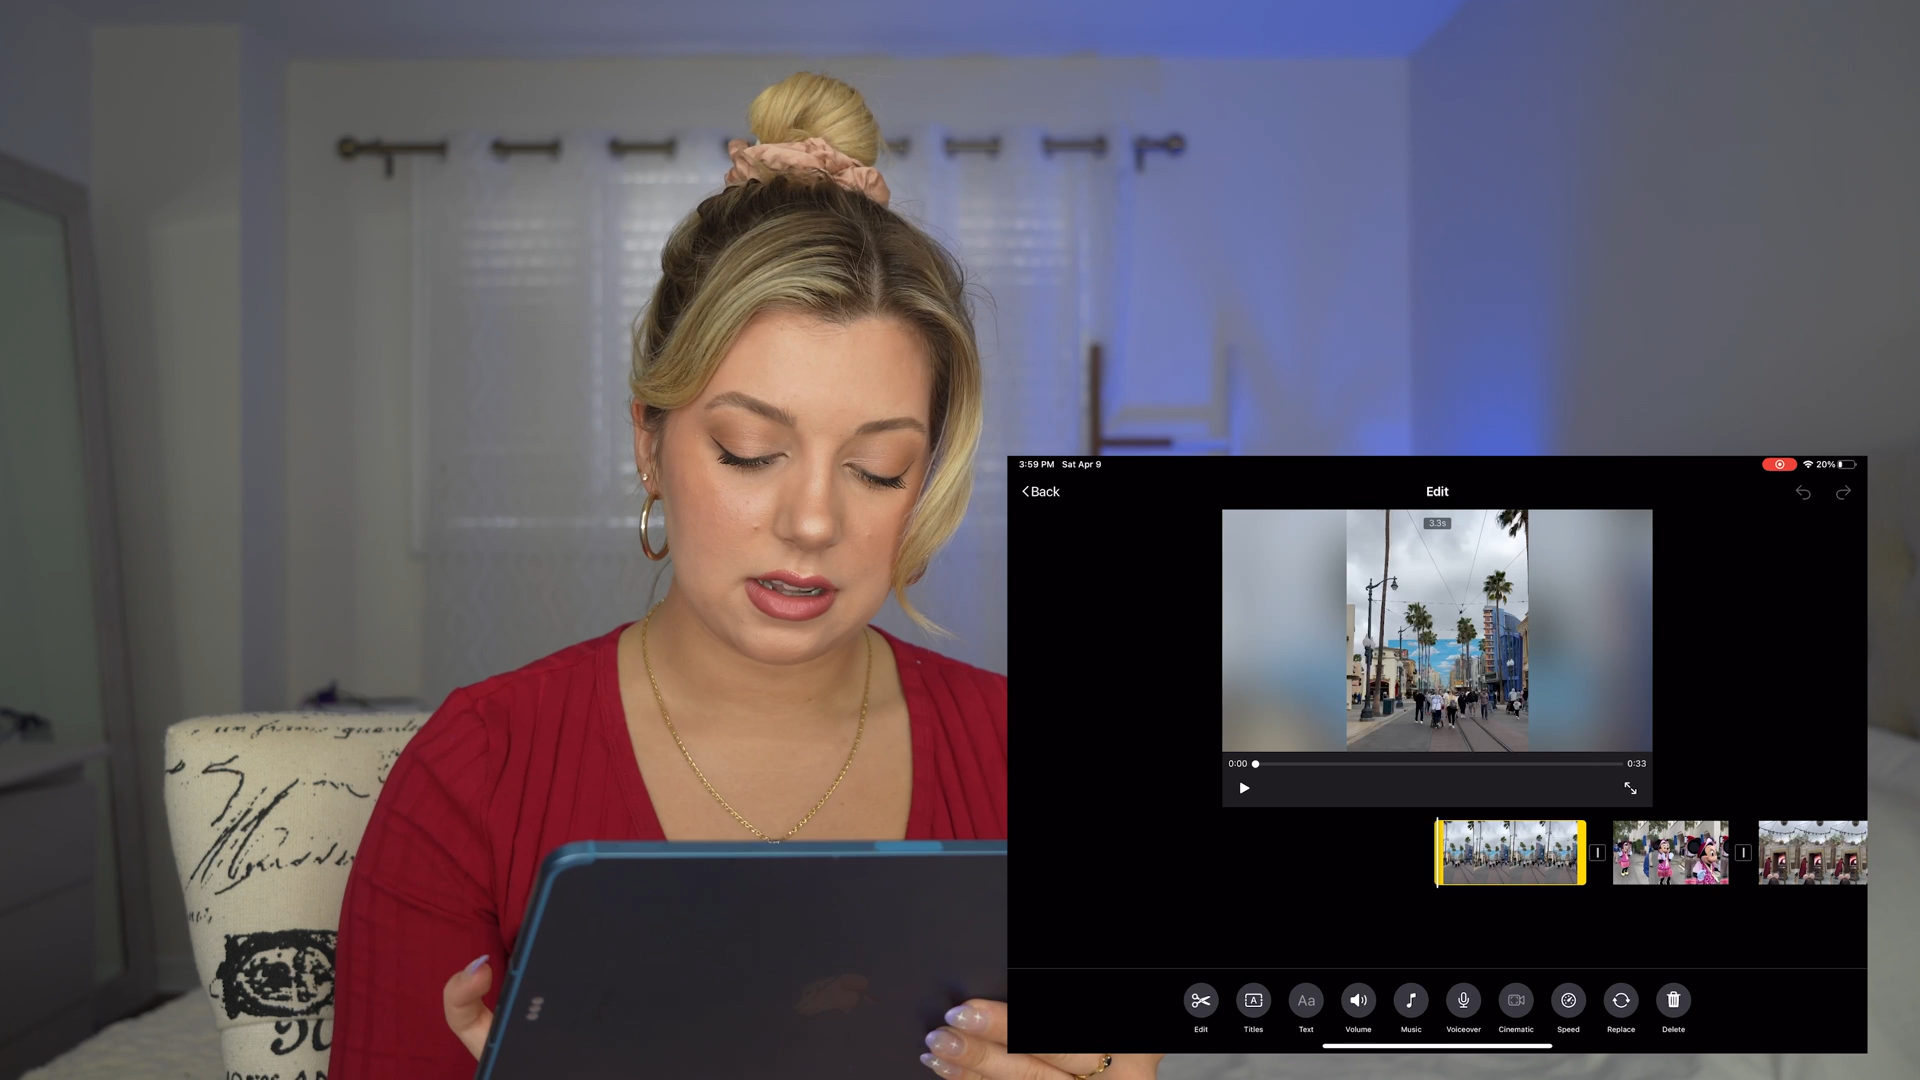 3:59 PM Sat Apr 9
20%
Back
Edit
3.3s
0:00
0:33
Edit
Titles
Text
Volume
Music
Voiceover
Cinematic
Speed
Replace
Delete
A
Aa